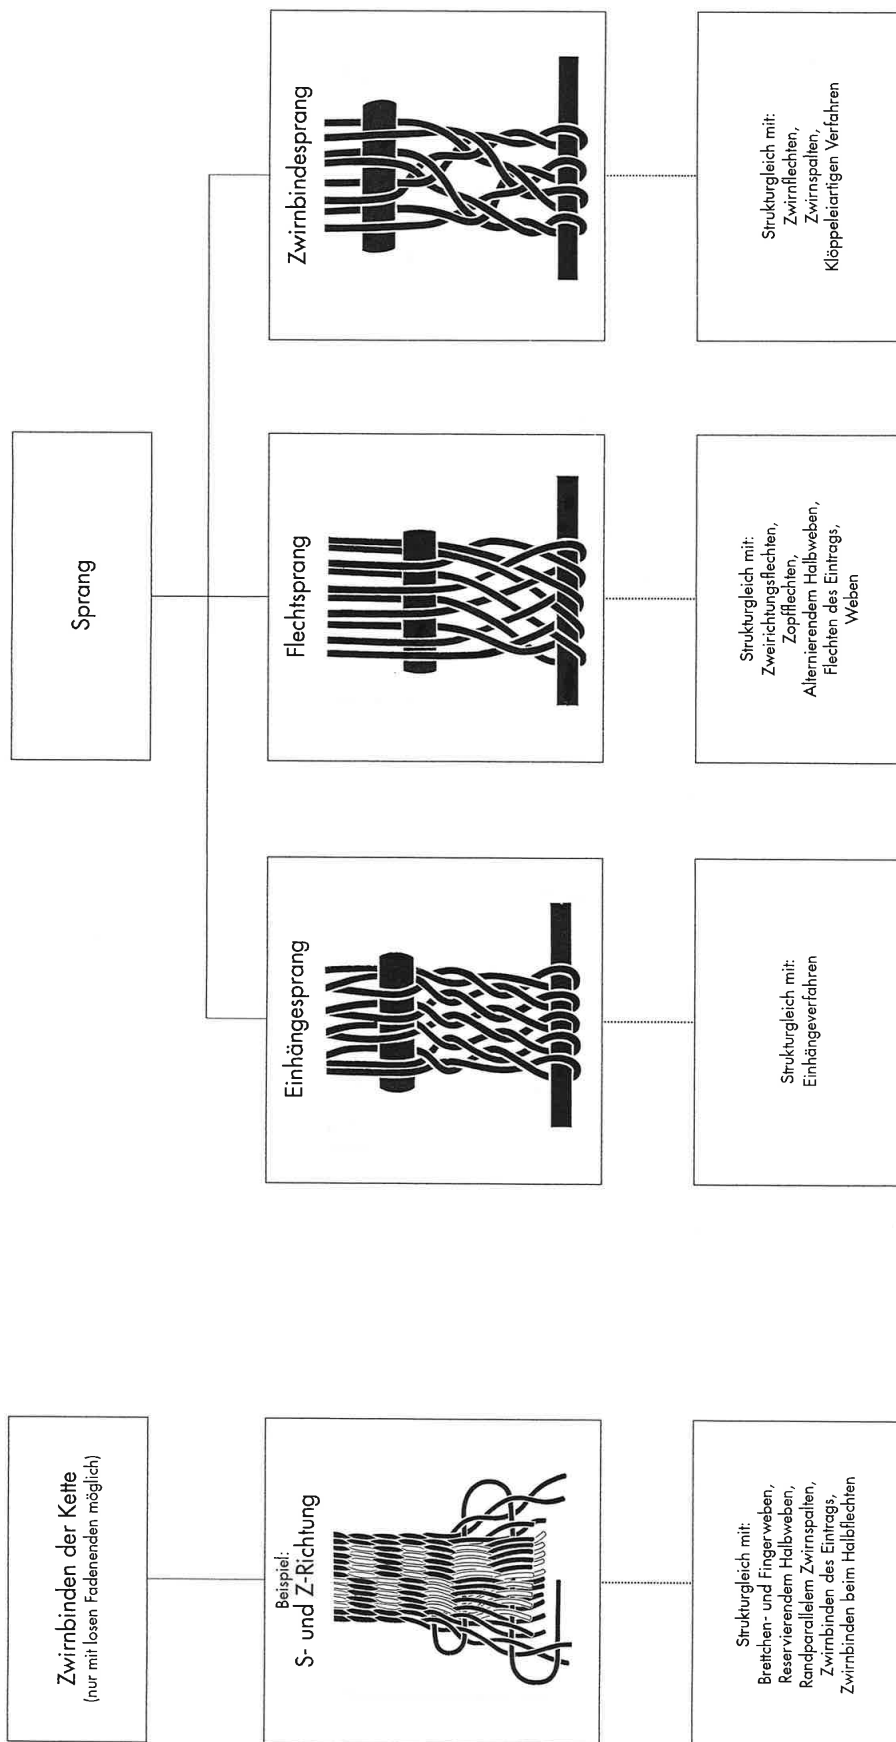 Zwirnbinden der Kette
(nur mit losen Fadenenden möglich)
Sprang
Beispiel:
S- und Z-Richtung
Einhängesprang
Flechtsprang
Zwirnbindesprang
Strukturgleich mit:
Brettchen- und Fingerweben,
Reservierendem Halbweben,
Randparallelem Zwirnspalten,
Zwirnbinden des Eintrags,
Zwirnbinden beim Halbflechten
Strukturgleich mit:
Einhängeverfahren
Strukturgleich mit:
Zweirichtungsflechten,
Zopfflechten,
Alternierendem Halbweben,
Flechten des Eintrags,
Weben
Strukturgleich mit:
Zwirnflechten,
Zwirnspalten,
Klöppeleiartigen Verfahren